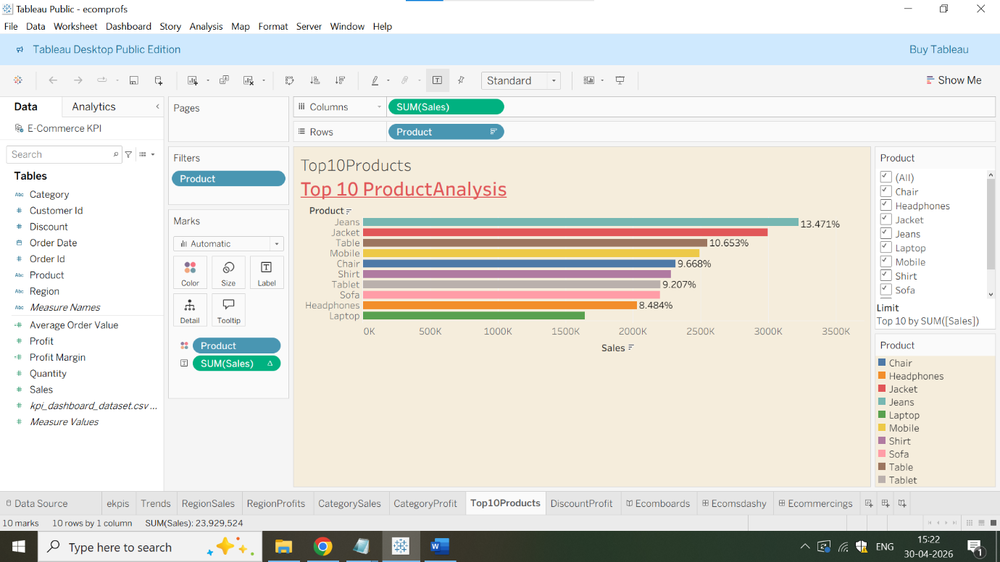 Tableau Public - ecomprofs
File Data Worksheet Dashboard Story Analysis Map Format Server Window Help
Tableau Desktop Public Edition
Buy Tableau
Standard
Show Me
Data
Analytics
E-Commerce KPI
Search
Tables
Abc Category
# Customer Id
# Discount
Order Date
# Order Id
Abc Product
Abc Region
Abc Measure Names
=# Average Order Value
# Profit
=# Profit Margin
# Quantity
# Sales
# kpi_dashboard_dataset.csv ...
# Measure Values
Pages
Filters
Product
Marks
Automatic
Color
Size
Label
Detail
Tooltip
Product
SUM(Sales) Δ
Columns
SUM(Sales)
Rows
Product
Top10Products
Top 10 ProductAnalysis
Product
Jeans 13.471%
Jacket
Table 10.653%
Mobile
Chair 9.668%
Shirt
Tablet 9.207%
Sofa
Headphones 8.484%
Laptop
0K 500K 1000K 1500K 2000K 2500K 3000K 3500K
Sales
Product
(All)
Chair
Headphones
Jacket
Jeans
Laptop
Mobile
Shirt
Sofa
Limit
Top 10 by SUM([Sales])
Product
Chair
Headphones
Jacket
Jeans
Laptop
Mobile
Shirt
Sofa
Table
Tablet
Data Source ekpis Trends RegionSales RegionProfits CategorySales CategoryProfit Top10Products DiscountProfit Ecomboards Ecomsdashy Ecommercings
10 marks 10 rows by 1 column SUM(Sales): 23,929,524
Type here to search
ENG
15:22
30-04-2026
1